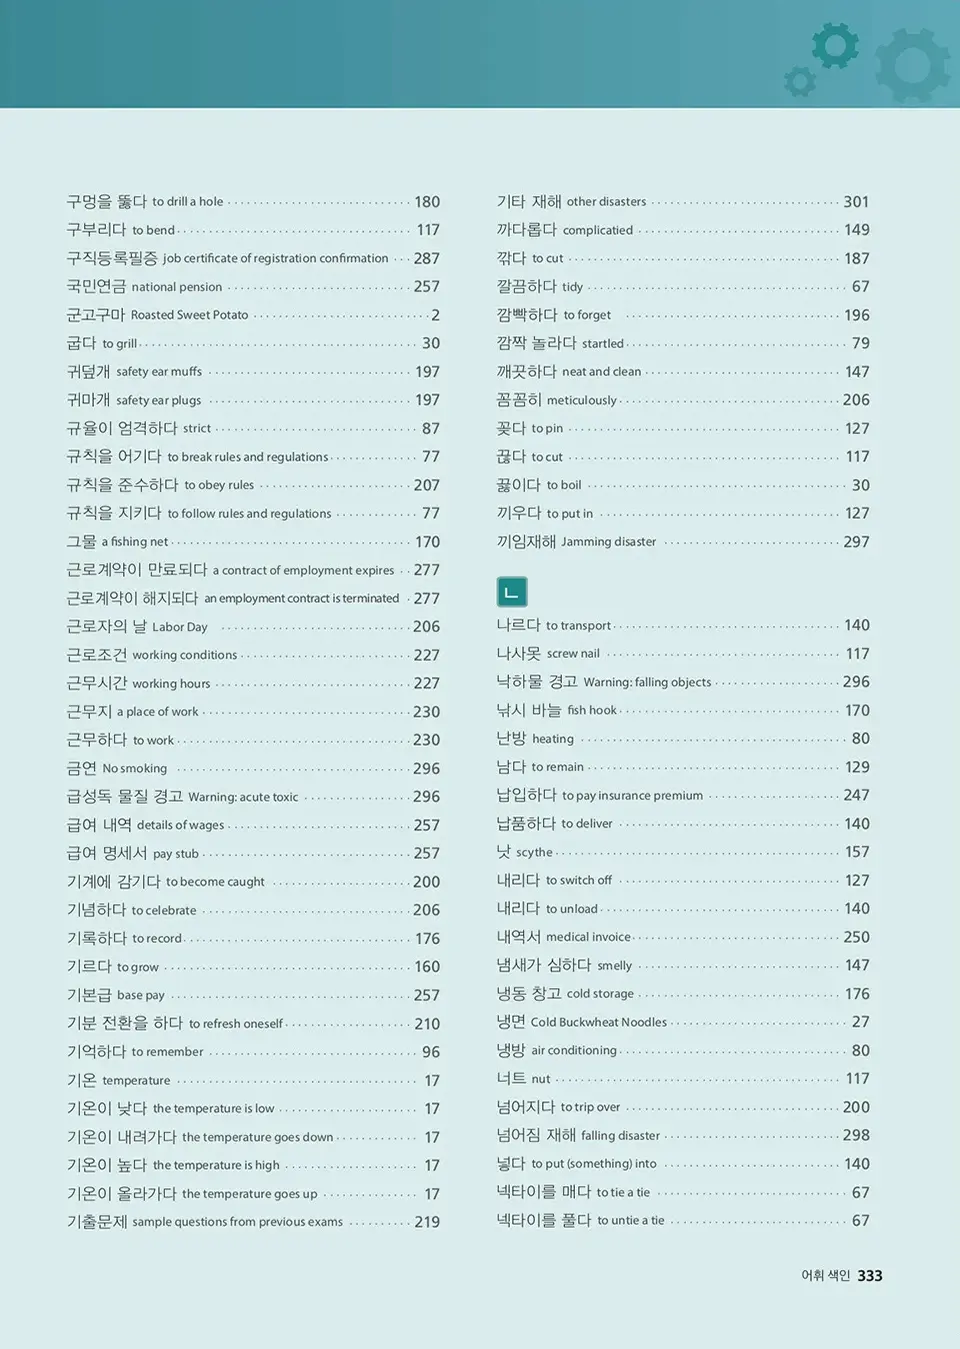 구멍을 뚫다 to drill a hole 180
구부리다 to bend 117
구직등록필증 job certificate of registration confirmation 287
국민연금 national pension 257
군고구마 Roasted Sweet Potato 2
굽다 to grill 30
귀덮개 safety ear muffs 197
귀마개 safety ear plugs 197
규율이 엄격하다 strict 87
규칙을 어기다 to break rules and regulations 77
규칙을 준수하다 to obey rules 207
규칙을 지키다 to follow rules and regulations 77
그물 a fishing net 170
근로계약이 만료되다 a contract of employment expires 277
근로계약이 해지되다 an employment contract is terminated 277
근로자의 날 Labor Day 206
근로조건 working conditions 227
근무시간 working hours 227
근무지 a place of work 230
근무하다 to work 230
금연 No smoking 296
급성독 물질 경고 Warning: acute toxic 296
급여 내역 details of wages 257
급여 명세서 pay stub 257
기계에 감기다 to become caught 200
기념하다 to celebrate 206
기록하다 to record 176
기르다 to grow 160
기본급 base pay 257
기분 전환을 하다 to refresh oneself 210
기억하다 to remember 96
기온 temperature 17
기온이 낮다 the temperature is low 17
기온이 내려가다 the temperature goes down 17
기온이 높다 the temperature is high 17
기온이 올라가다 the temperature goes up 17
기출문제 sample questions from previous exams 219
기타 재해 other disasters 301
까다롭다 complicatied 149
깎다 to cut 187
깔끔하다 tidy 67
깜빡하다 to forget 196
깜짝 놀라다 startled 79
깨끗하다 neat and clean 147
꼼꼼히 meticulously 206
꽂다 to pin 127
끊다 to cut 117
끓이다 to boil 30
끼우다 to put in 127
끼임재해 Jamming disaster 297
ㄴ
나르다 to transport 140
나사못 screw nail 117
낙하물 경고 Warning: falling objects 296
낚시 바늘 fish hook 170
난방 heating 80
남다 to remain 129
납입하다 to pay insurance premium 247
납품하다 to deliver 140
낫 scythe 157
내리다 to switch off 127
내리다 to unload 140
내역서 medical invoice 250
냄새가 심하다 smelly 147
냉동 창고 cold storage 176
냉면 Cold Buckwheat Noodles 27
냉방 air conditioning 80
너트 nut 117
넘어지다 to trip over 200
넘어짐 재해 falling disaster 298
넣다 to put (something) into 140
넥타이를 매다 to tie a tie 67
넥타이를 풀다 to untie a tie 67
어휘 색인 333